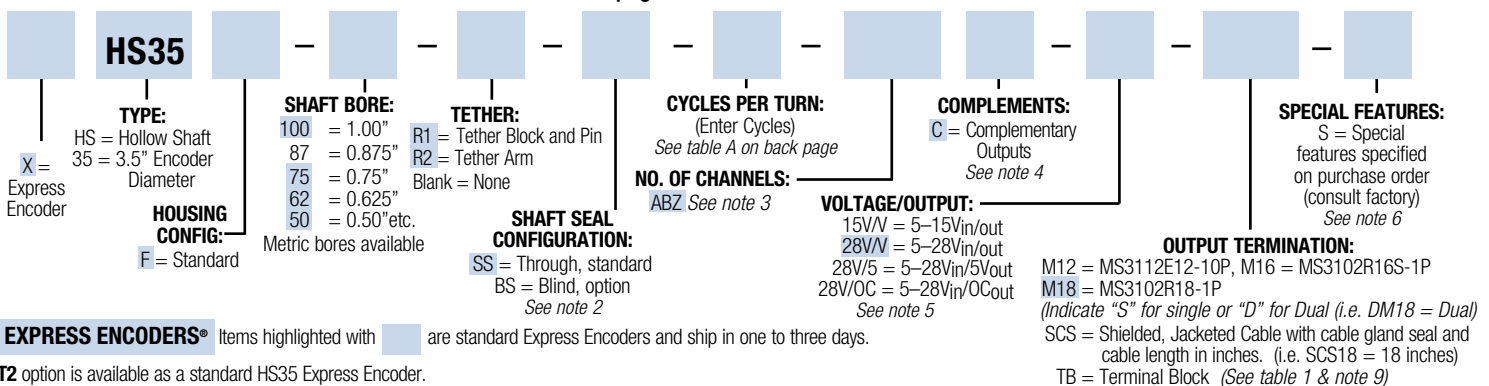 HS35
X =
Express
Encoder
TYPE:
HS = Hollow Shaft
35 = 3.5" Encoder
Diameter
HOUSING
CONFIG:
F = Standard
SHAFT BORE:
100 = 1.00"
87 = 0.875"
75 = 0.75"
62 = 0.625"
50 = 0.50"etc.
Metric bores available
TETHER:
R1 = Tether Block and Pin
R2 = Tether Arm
Blank = None
SHAFT SEAL
CONFIGURATION:
SS = Through, standard
BS = Blind, option
See note 2
CYCLES PER TURN:
(Enter Cycles)
See table A on back page
NO. OF CHANNELS:
ABZ See note 3
COMPLEMENTS:
C = Complementary
Outputs
See note 4
VOLTAGE/OUTPUT:
15V/V = 5–15Vin/out
28V/V = 5–28Vin/out
28V/5 = 5–28Vin/5Vout
28V/OC = 5–28Vin/OCout
See note 5
OUTPUT TERMINATION:
M12 = MS3112E12-10P, M16 = MS3102R16S-1P
M18 = MS3102R18-1P
(Indicate "S" for single or "D" for Dual (i.e. DM18 = Dual)
SCS = Shielded, Jacketed Cable with cable gland seal and
cable length in inches. (i.e. SCS18 = 18 inches)
TB = Terminal Block (See table 1 & note 9)
SPECIAL FEATURES:
S = Special
features specified
on purchase order
(consult factory)
See note 6
EXPRESS ENCODERS® Items highlighted with are standard Express Encoders and ship in one to three days.
T2 option is available as a standard HS35 Express Encoder.